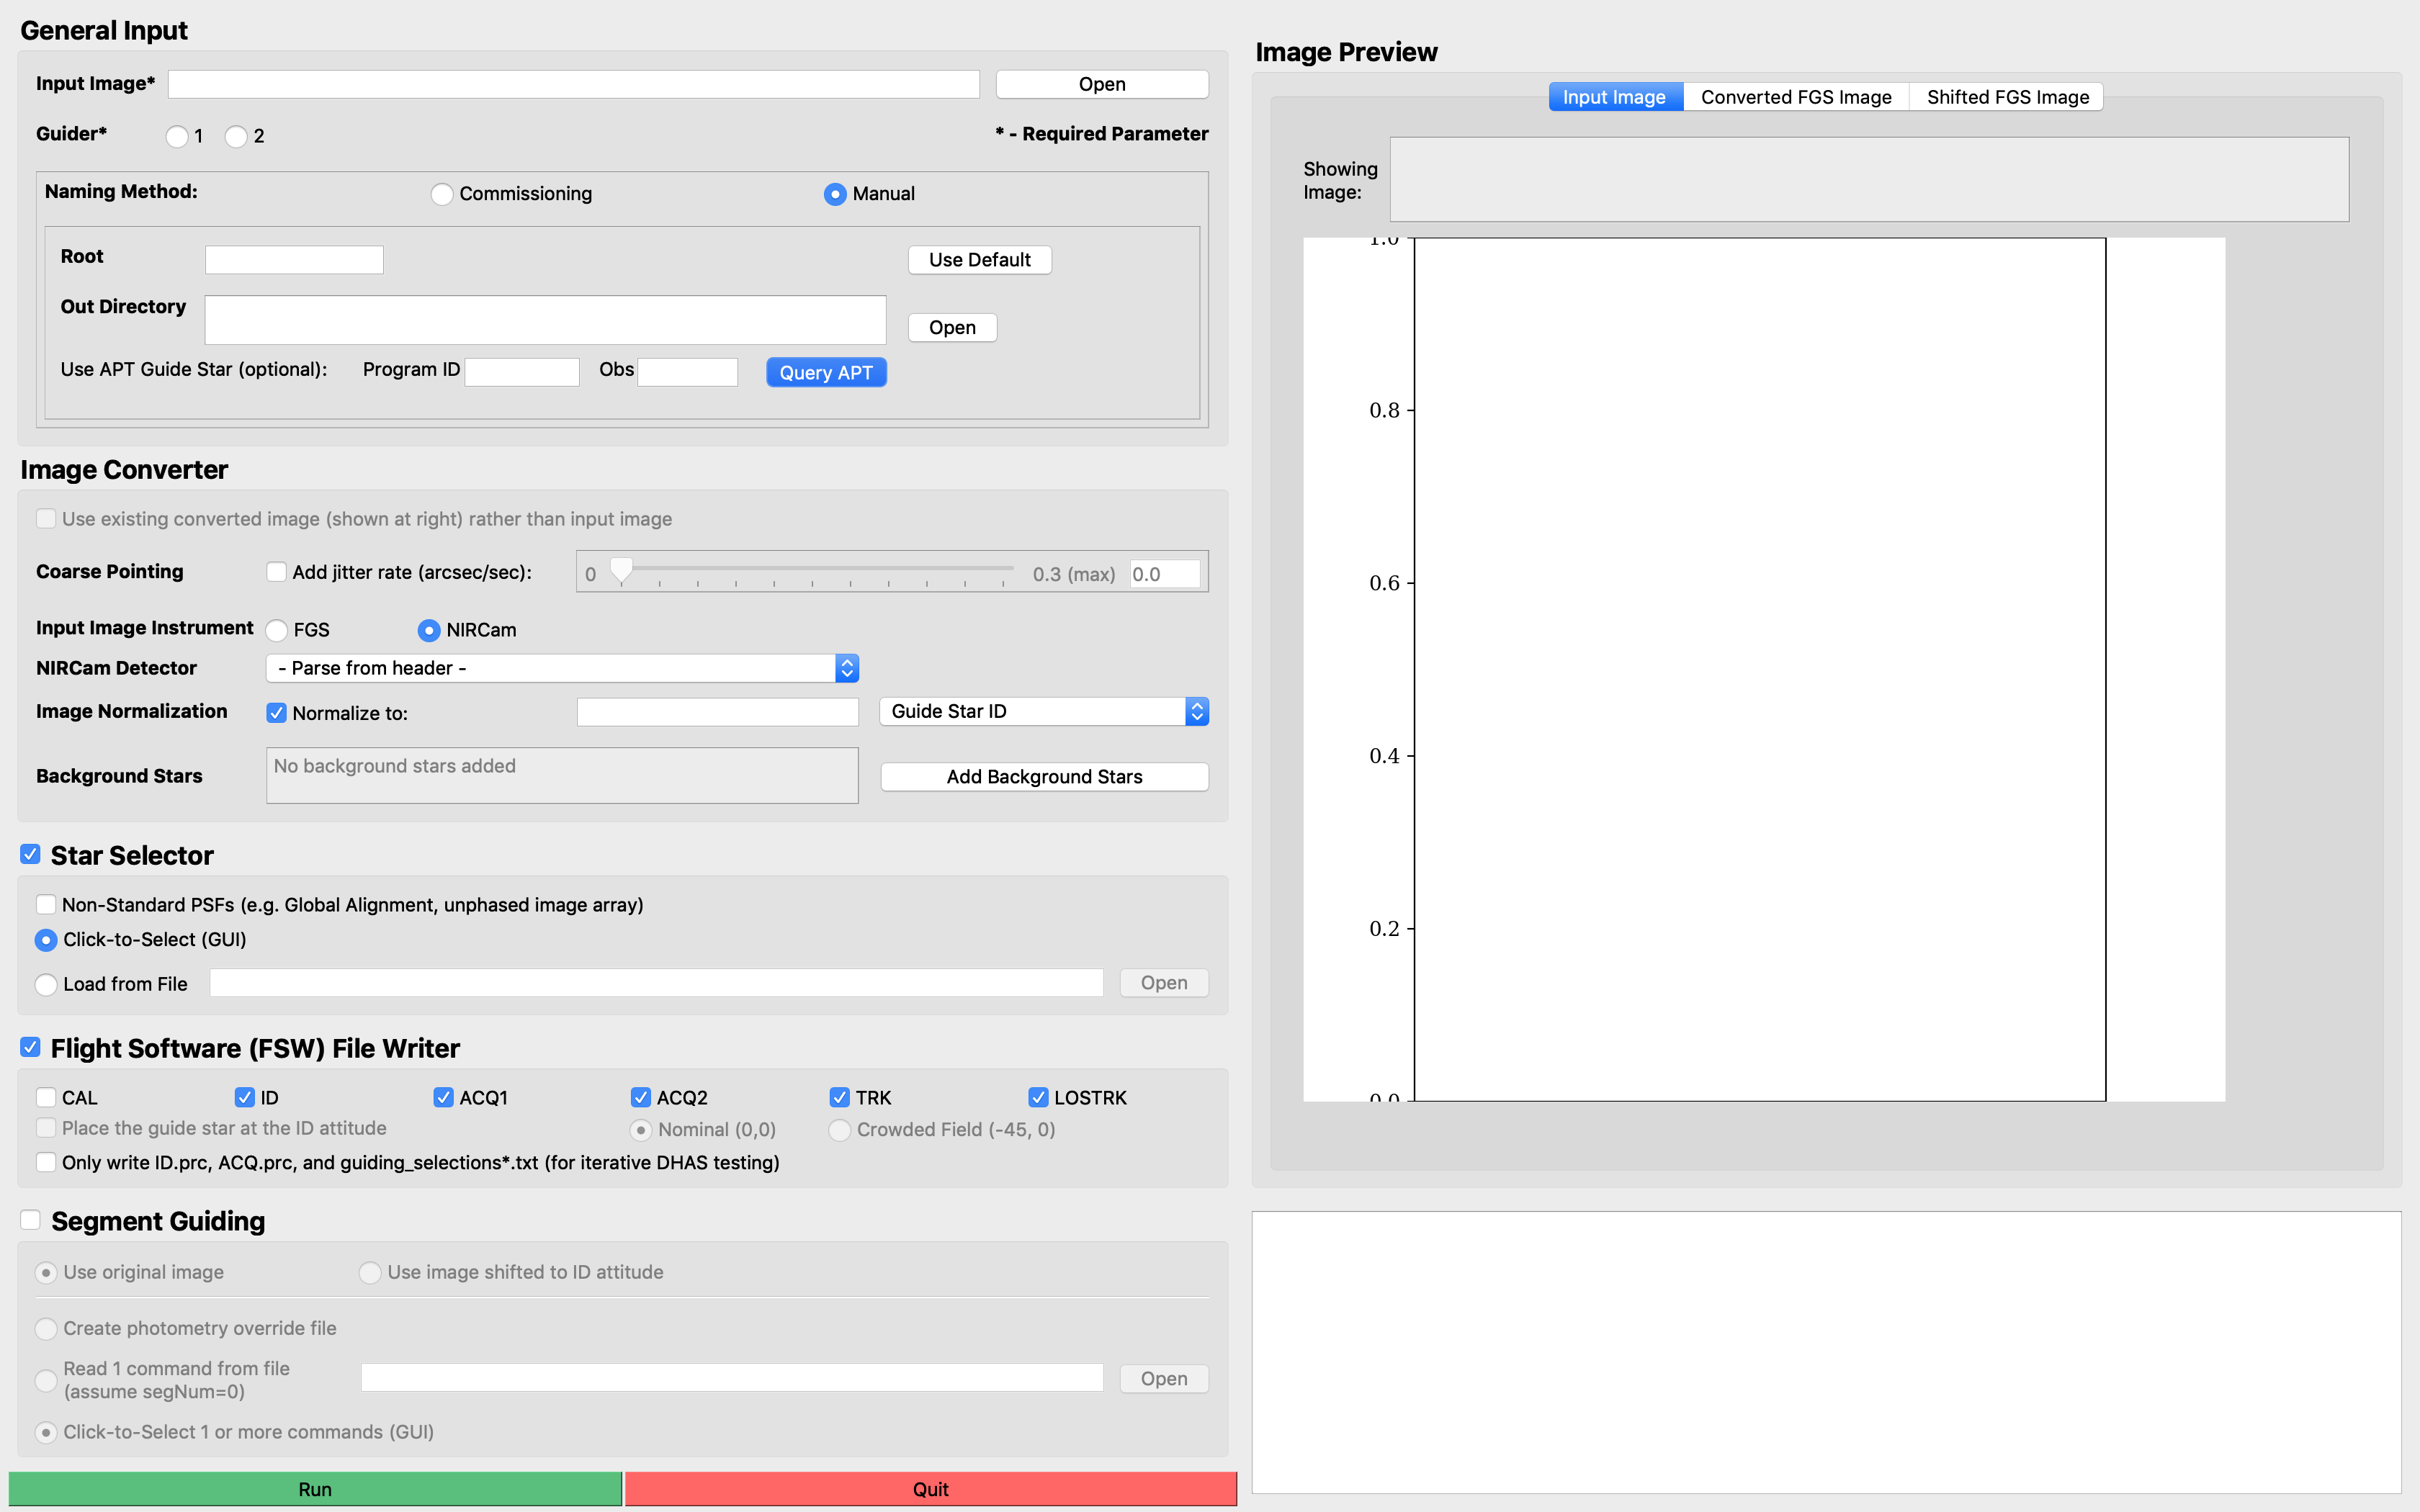 General Input
Input Image*
Open
Guider*
1
2
* - Required Parameter
Naming Method:
Commissioning
Manual
Root
Use Default
Out Directory
Open
Use APT Guide Star (optional):
Program ID
Obs
Query APT
Image Converter
Use existing converted image (shown at right) rather than input image
Coarse Pointing
Add jitter rate (arcsec/sec):
0
0.3 (max)
0.0
Input Image Instrument
FGS
NIRCam
NIRCam Detector
- Parse from header -
Image Normalization
Normalize to:
Guide Star ID
Background Stars
No background stars added
Add Background Stars
Star Selector
Non-Standard PSFs (e.g. Global Alignment, unphased image array)
Click-to-Select (GUI)
Load from File
Open
Flight Software (FSW) File Writer
CAL
ID
ACQ1
ACQ2
TRK
LOSTRK
Place the guide star at the ID attitude
Nominal (0,0)
Crowded Field (-45, 0)
Only write ID.prc, ACQ.prc, and guiding_selections*.txt (for iterative DHAS testing)
Segment Guiding
Use original image
Use image shifted to ID attitude
Create photometry override file
Read 1 command from file
(assume segNum=0)
Open
Click-to-Select 1 or more commands (GUI)
Run
Quit
Image Preview
Input Image
Converted FGS Image
Shifted FGS Image
Showing
Image:
1.0
0.8
0.6
0.4
0.2
0.0